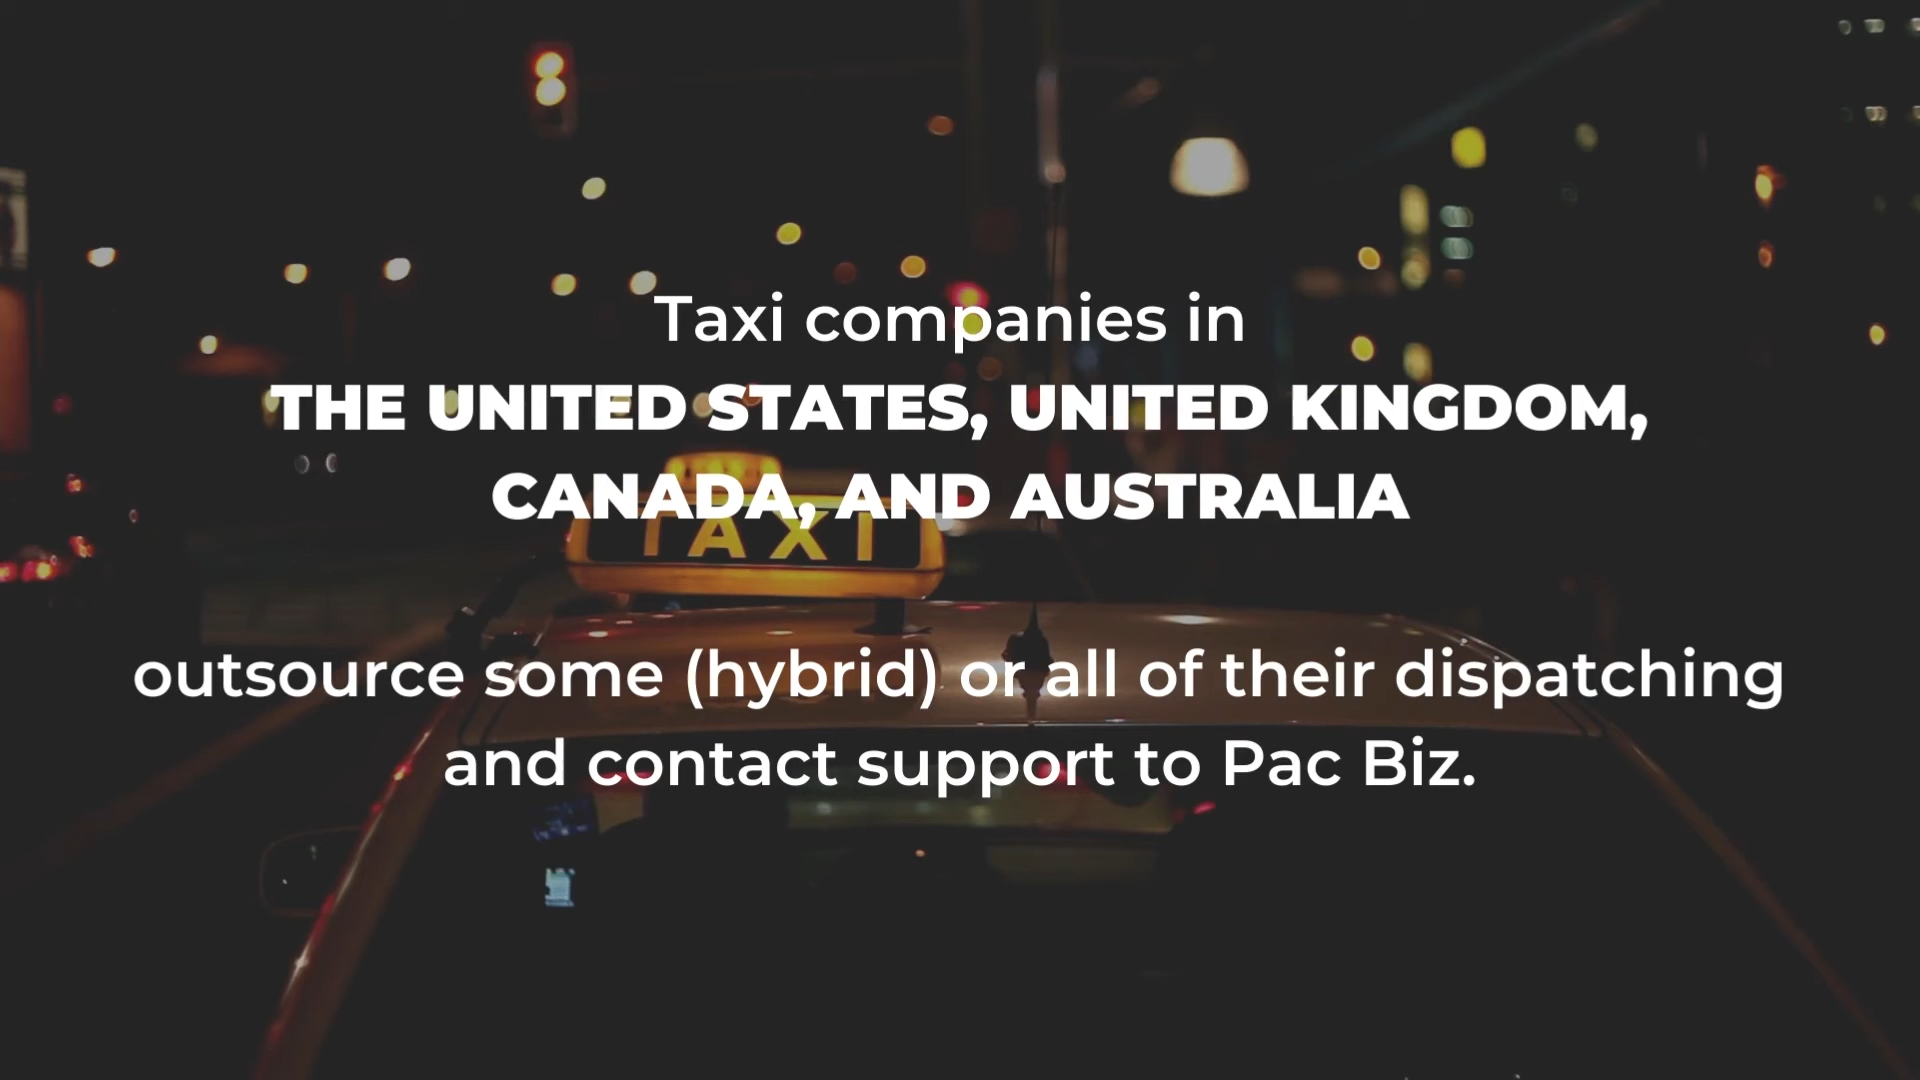 Taxi companies in
THE UNITED STATES, UNITED KINGDOM,
CANADA, AND AUSTRALIA
TAXI
outsource some (hybrid) or all of their dispatching
and contact support to Pac Biz.